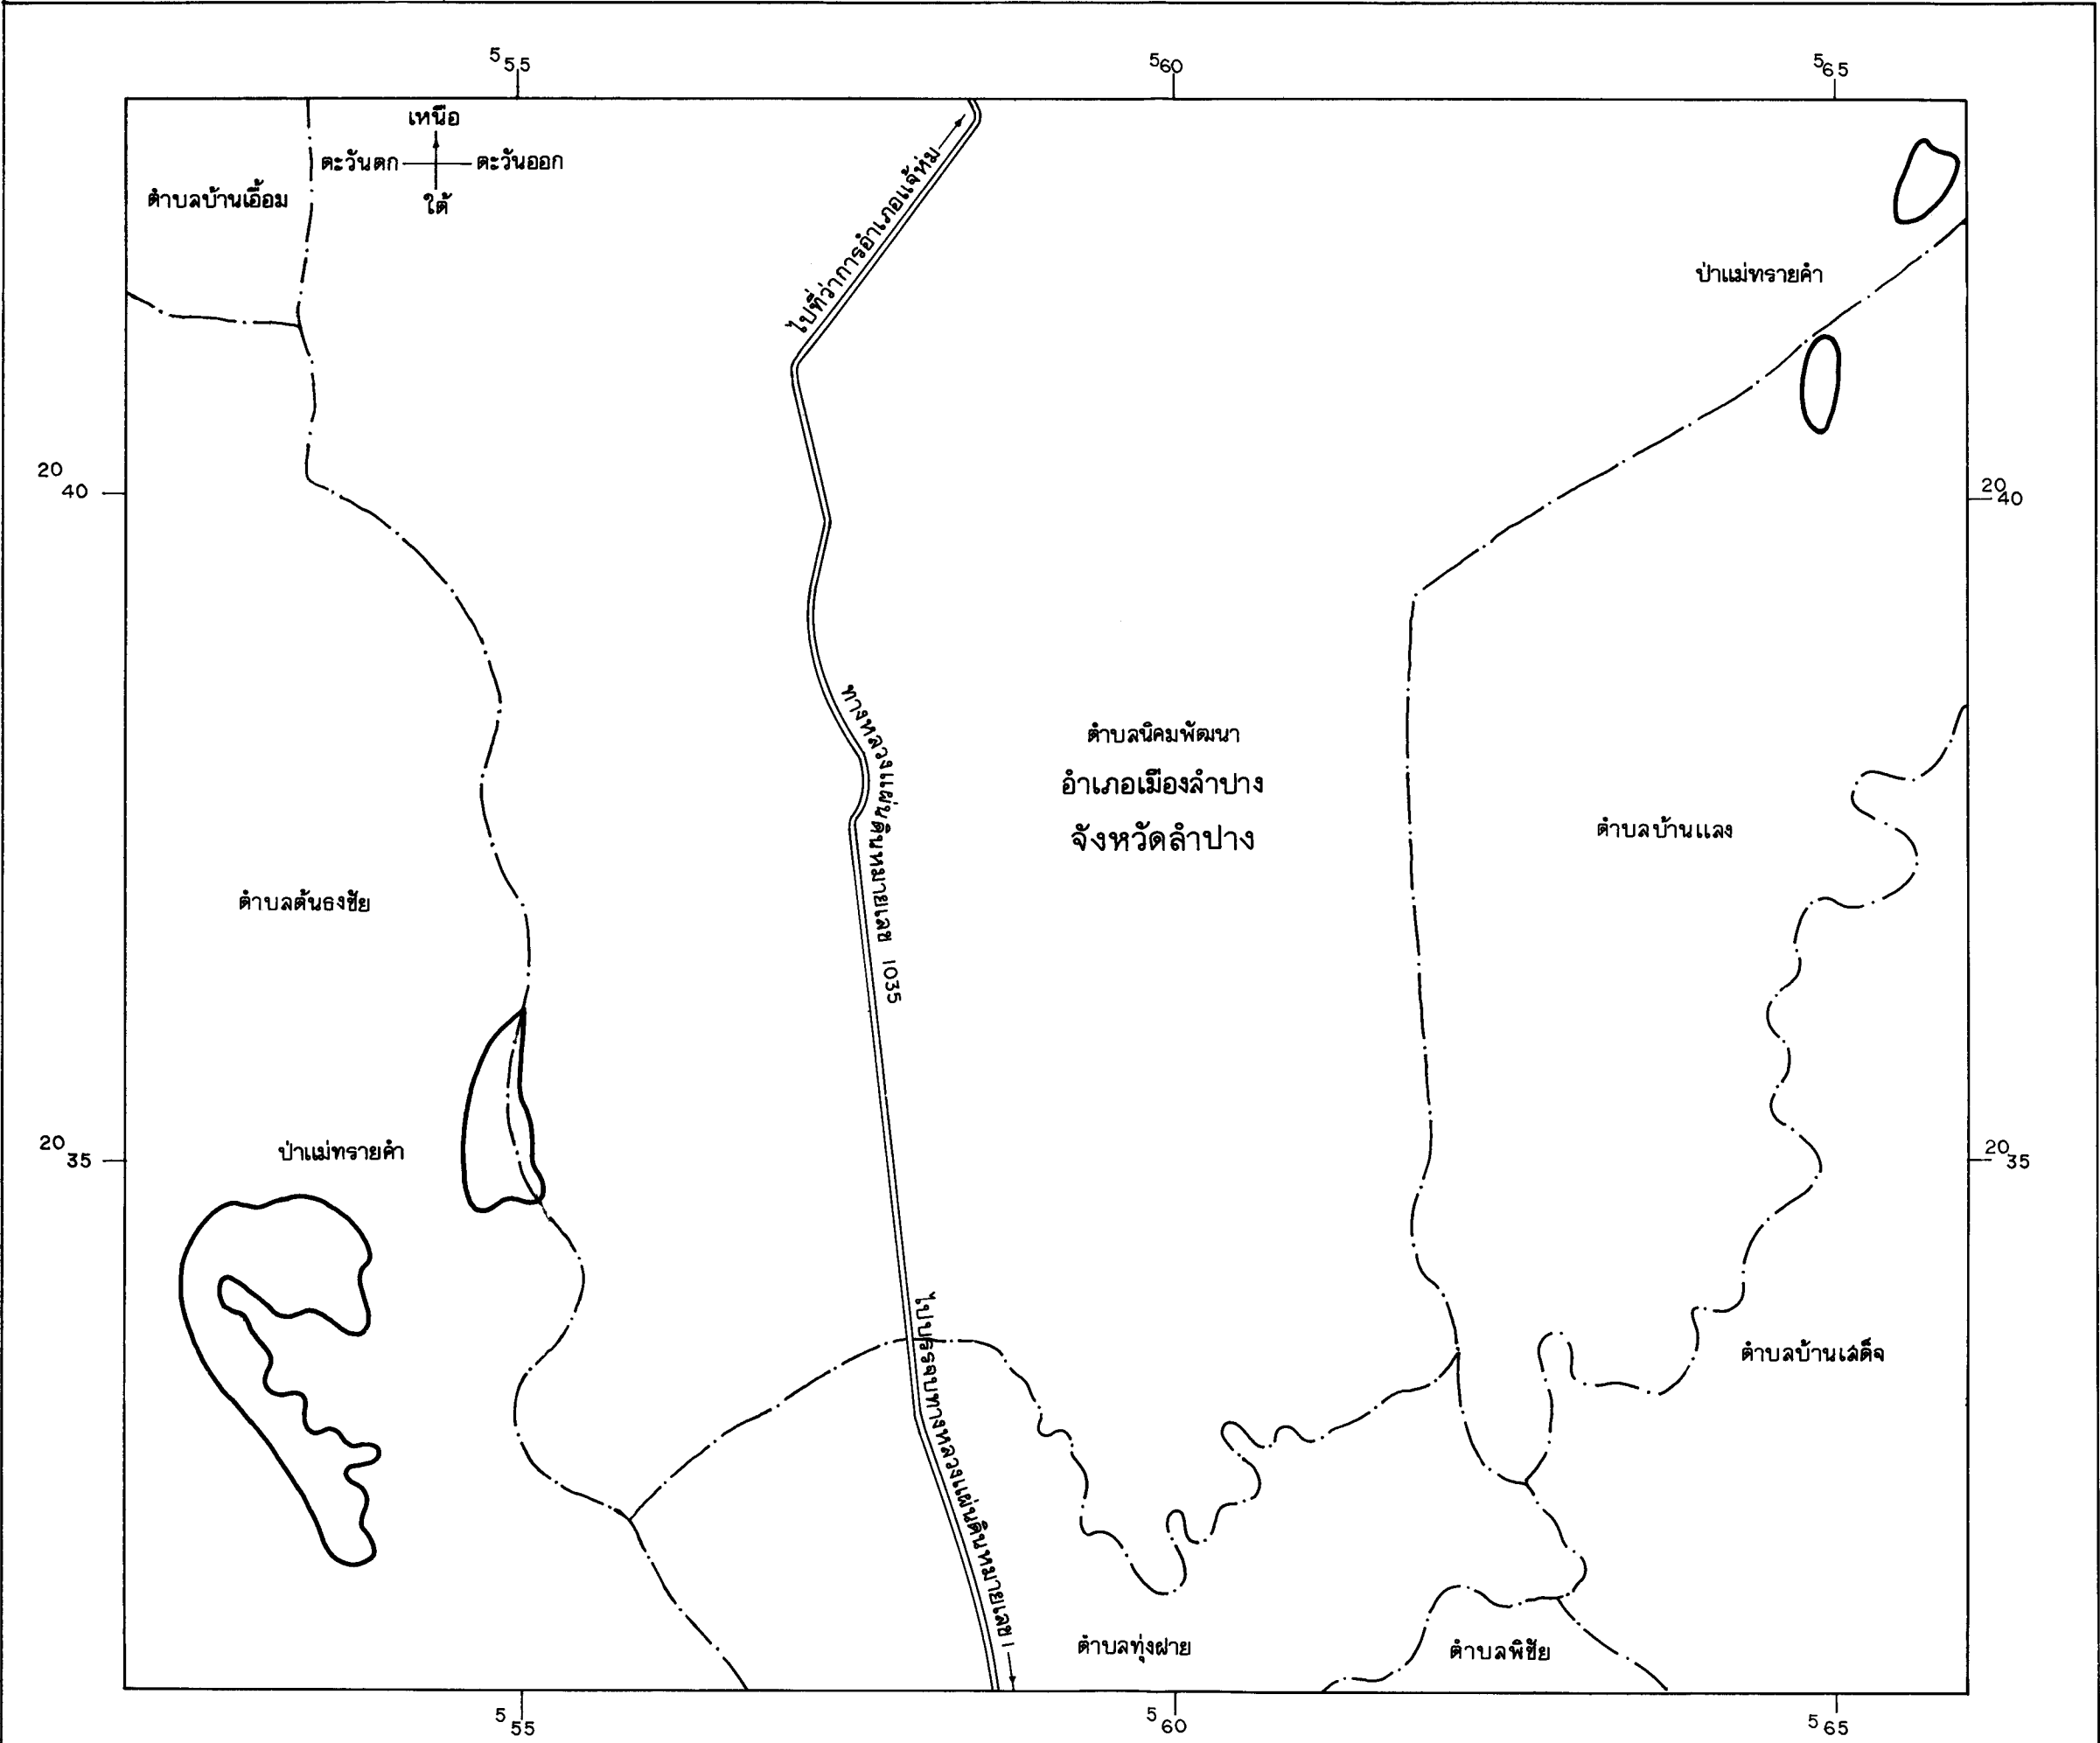 555
560
565
เหนือ
ตะวันตก
ตะวันออก
ใต้
ตำบลบ้านเอื้อม
ไปที่ว่าการอำเภอแจ้ห่ม
ป่าแม่ทรายคำ
2040
2040
ทางหลวงแผ่นดินหมายเลข 1035
ตำบลนิคมพัฒนา
อำเภอเมืองลำปาง
จังหวัดลำปาง
ตำบลบ้านแลง
ตำบลต้นธงชัย
2035
ป่าแม่ทรายคำ
2035
ไปบรรจบทางหลวงแผ่นดินหมายเลข 1
ตำบลบ้านเสด็จ
ตำบลทุ่งฝาย
ตำบลพิชัย
555
560
565